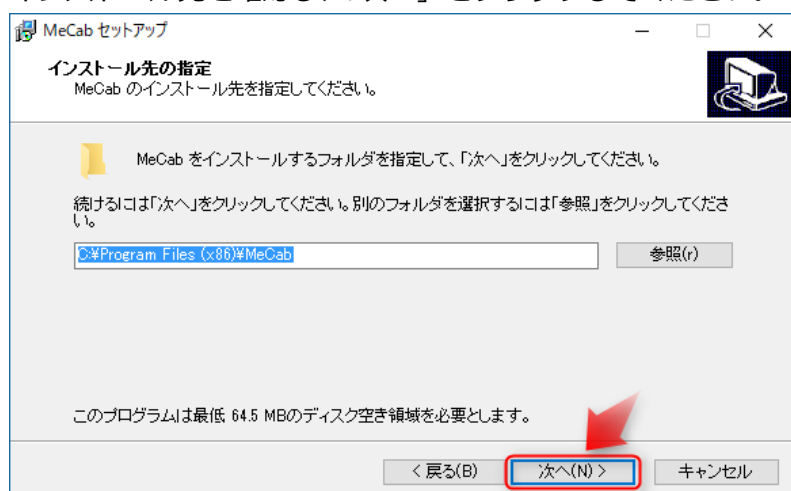 MeCab セットアップ
インストール先の指定
MeCab のインストール先を指定してください。
MeCab をインストールするフォルダを指定して、「次へ」をクリックしてください。
続けるには「次へ」をクリックしてください。別のフォルダを選択するには「参照」をクリックしてくださ
い。
C:¥Program Files (x86)¥MeCab
参照(r)
このプログラムは最低 64.5 MBのディスク空き領域を必要とします。
< 戻る(B)
次へ(N) >
キャンセル